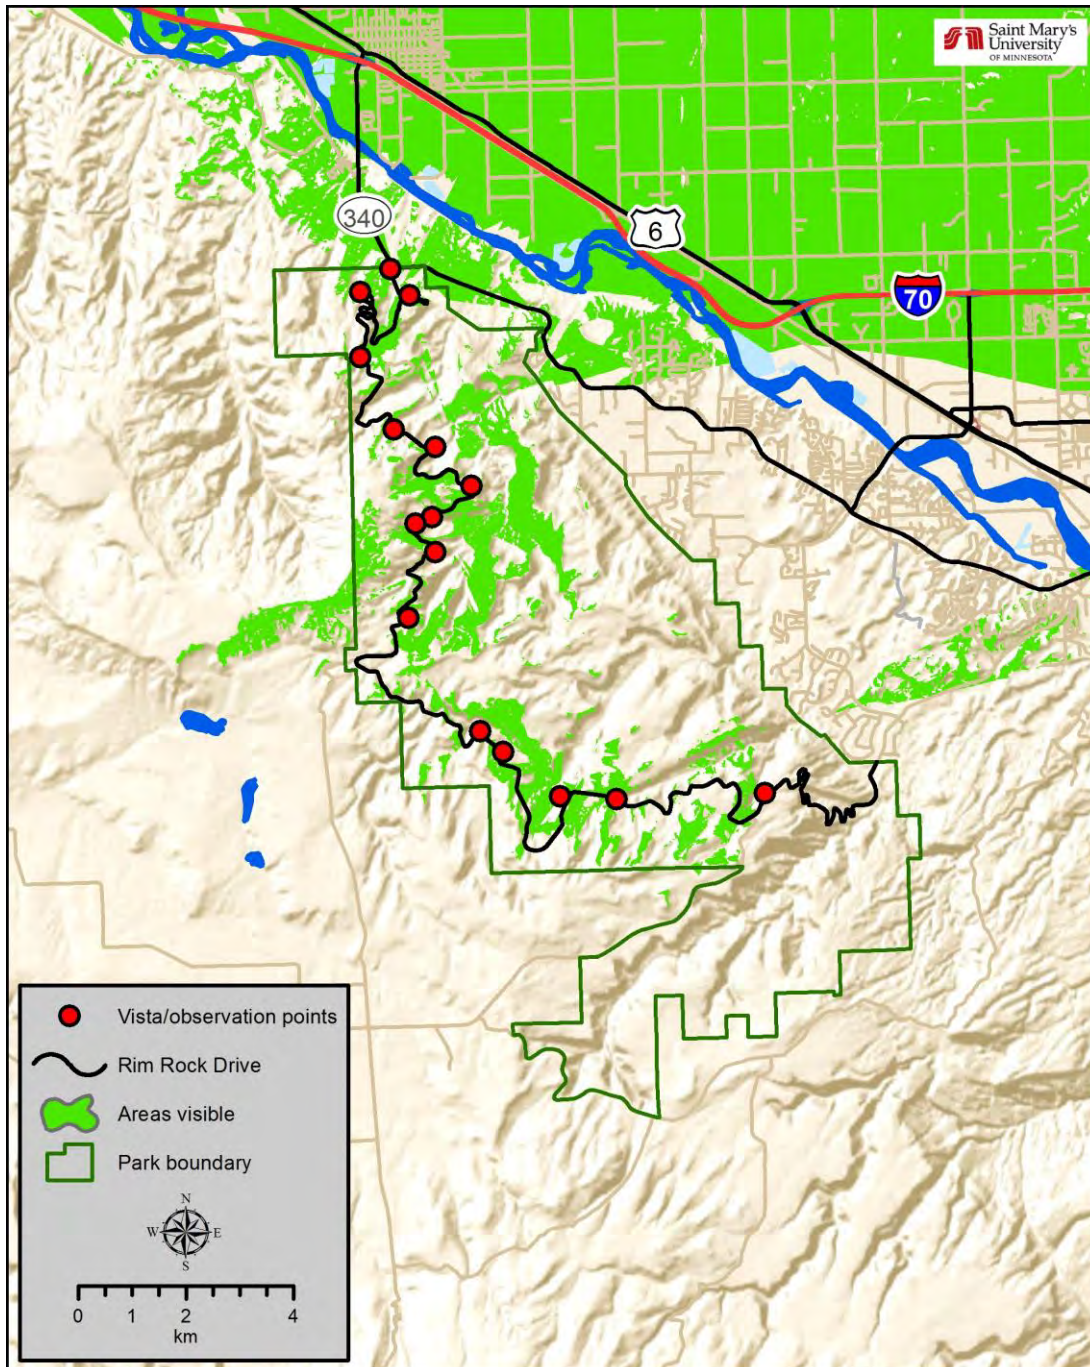 Saint Mary's
University
OF MINNESOTA
340
6
70
Vista/observation points
Rim Rock Drive
Areas visible
Park boundary
N
W E
S
0 1 2 4
km